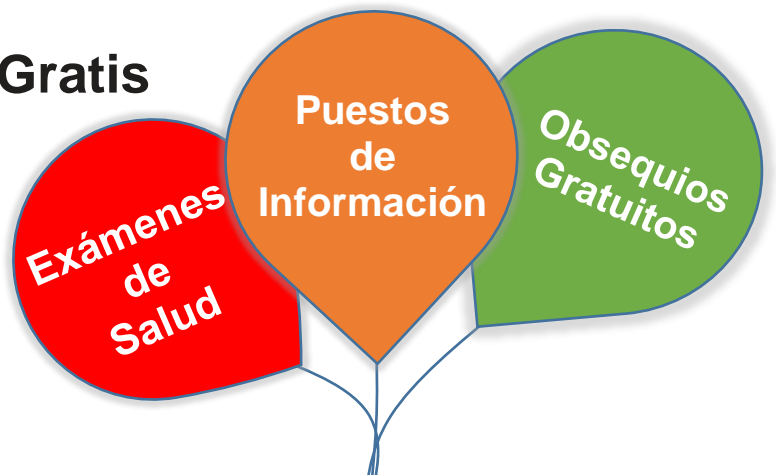 Gratis
Exámenes
de
Salud
Puestos
de
Información
Obsequios
Gratuitos